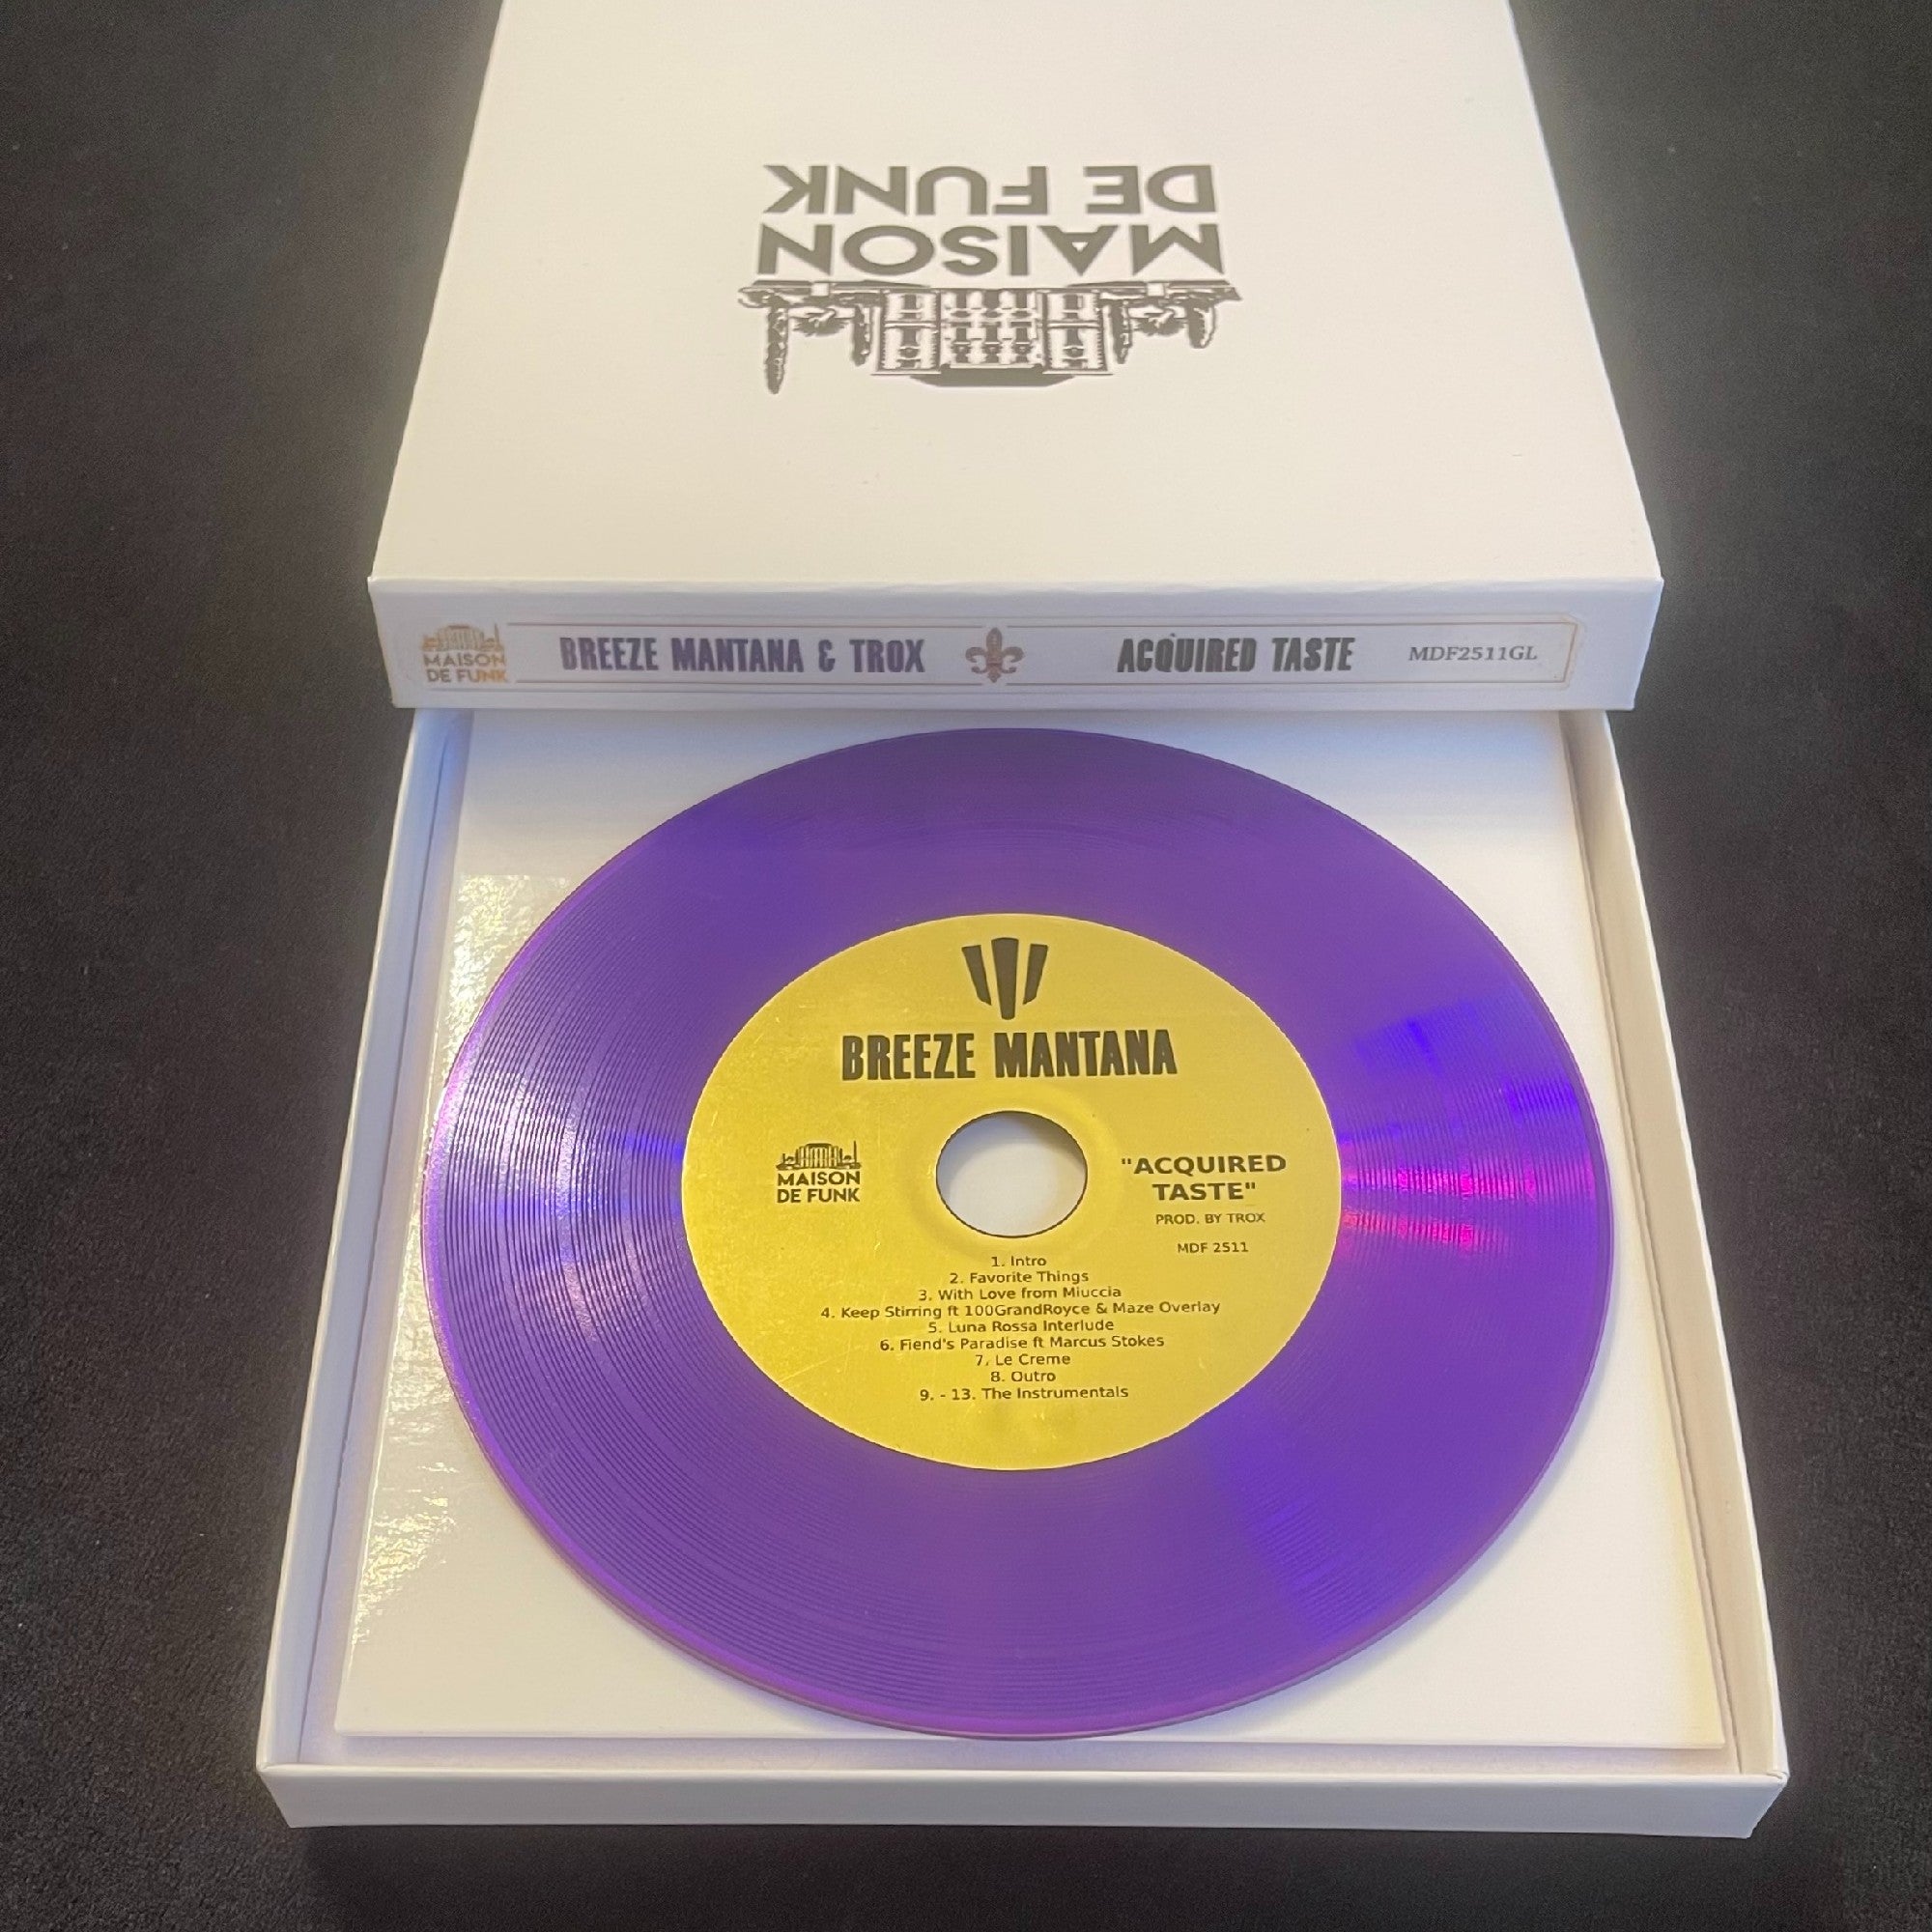 MAISON
DE FUNK
MAISON
DE FUNK
BREEZE MANTANA & TROX
ACQUIRED TASTE
MDF2511GL
BREEZE MANTANA
MAISON
DE FUNK
"ACQUIRED
TASTE"
PROD. BY TROX
MDF 2511
1. Intro
2. Favorite Things
3. With Love from Miuccia
4. Keep Stirring ft 100GrandRoyce & Maze Overlay
5. Luna Rossa Interlude
6. Fiend's Paradise ft Marcus Stokes
7. Le Creme
8. Outro
9. - 13. The Instrumentals